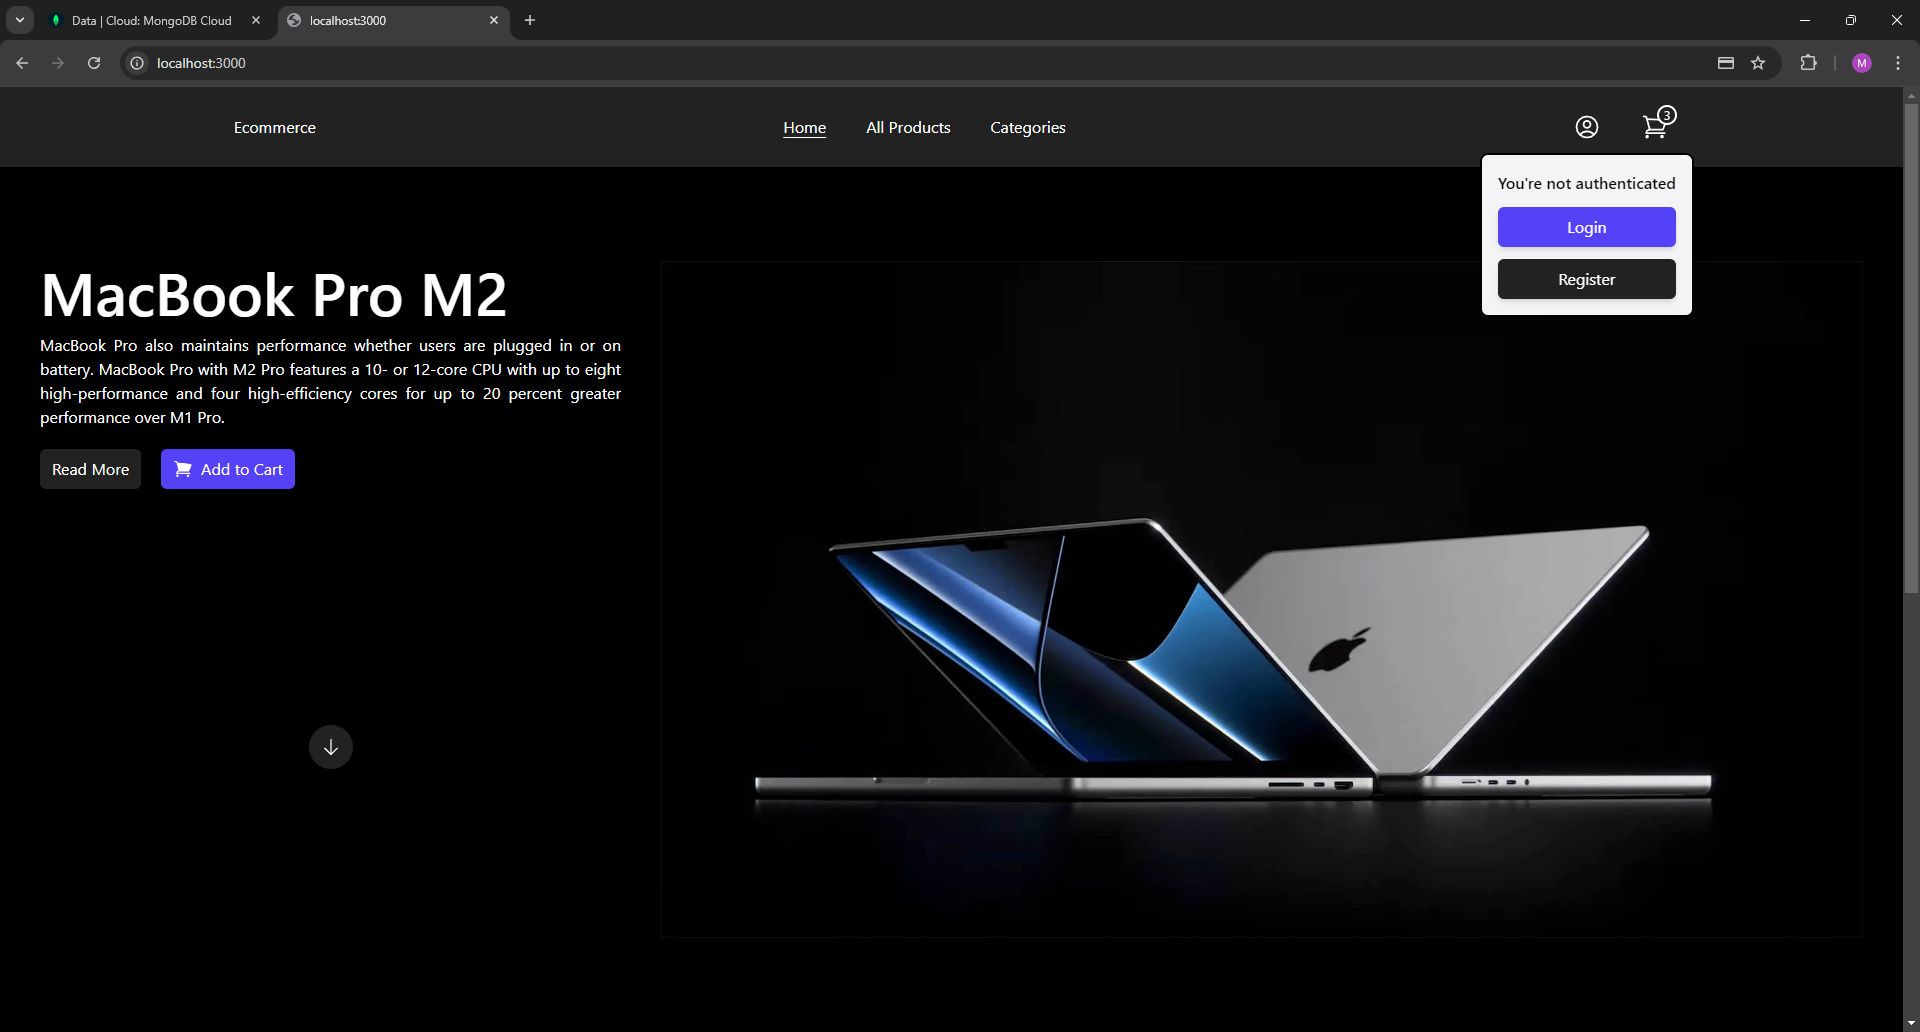 Data | Cloud: MongoDB Cloud
localhost:3000
localhost:3000
M
Ecommerce
Home
All Products
Categories
3
You're not authenticated
Login
Register
MacBook Pro M2
MacBook Pro also maintains performance whether users are plugged in or on
battery. MacBook Pro with M2 Pro features a 10- or 12-core CPU with up to eight
high-performance and four high-efficiency cores for up to 20 percent greater
performance over M1 Pro.
Read More
Add to Cart